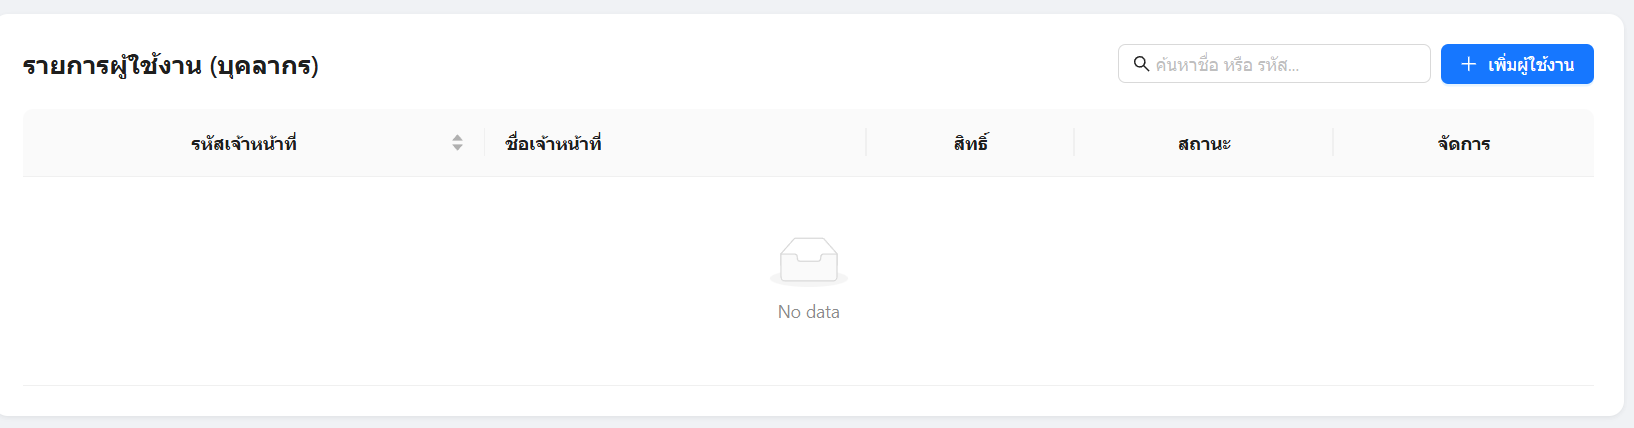 รายการผู้ใช้งาน (บุคลากร)
ค้นหาชื่อ หรือ รหัส...
เพิ่มผู้ใช้งาน
รหัสเจ้าหน้าที่ ชื่อเจ้าหน้าที่ สิทธิ์ สถานะ จัดการ
No data